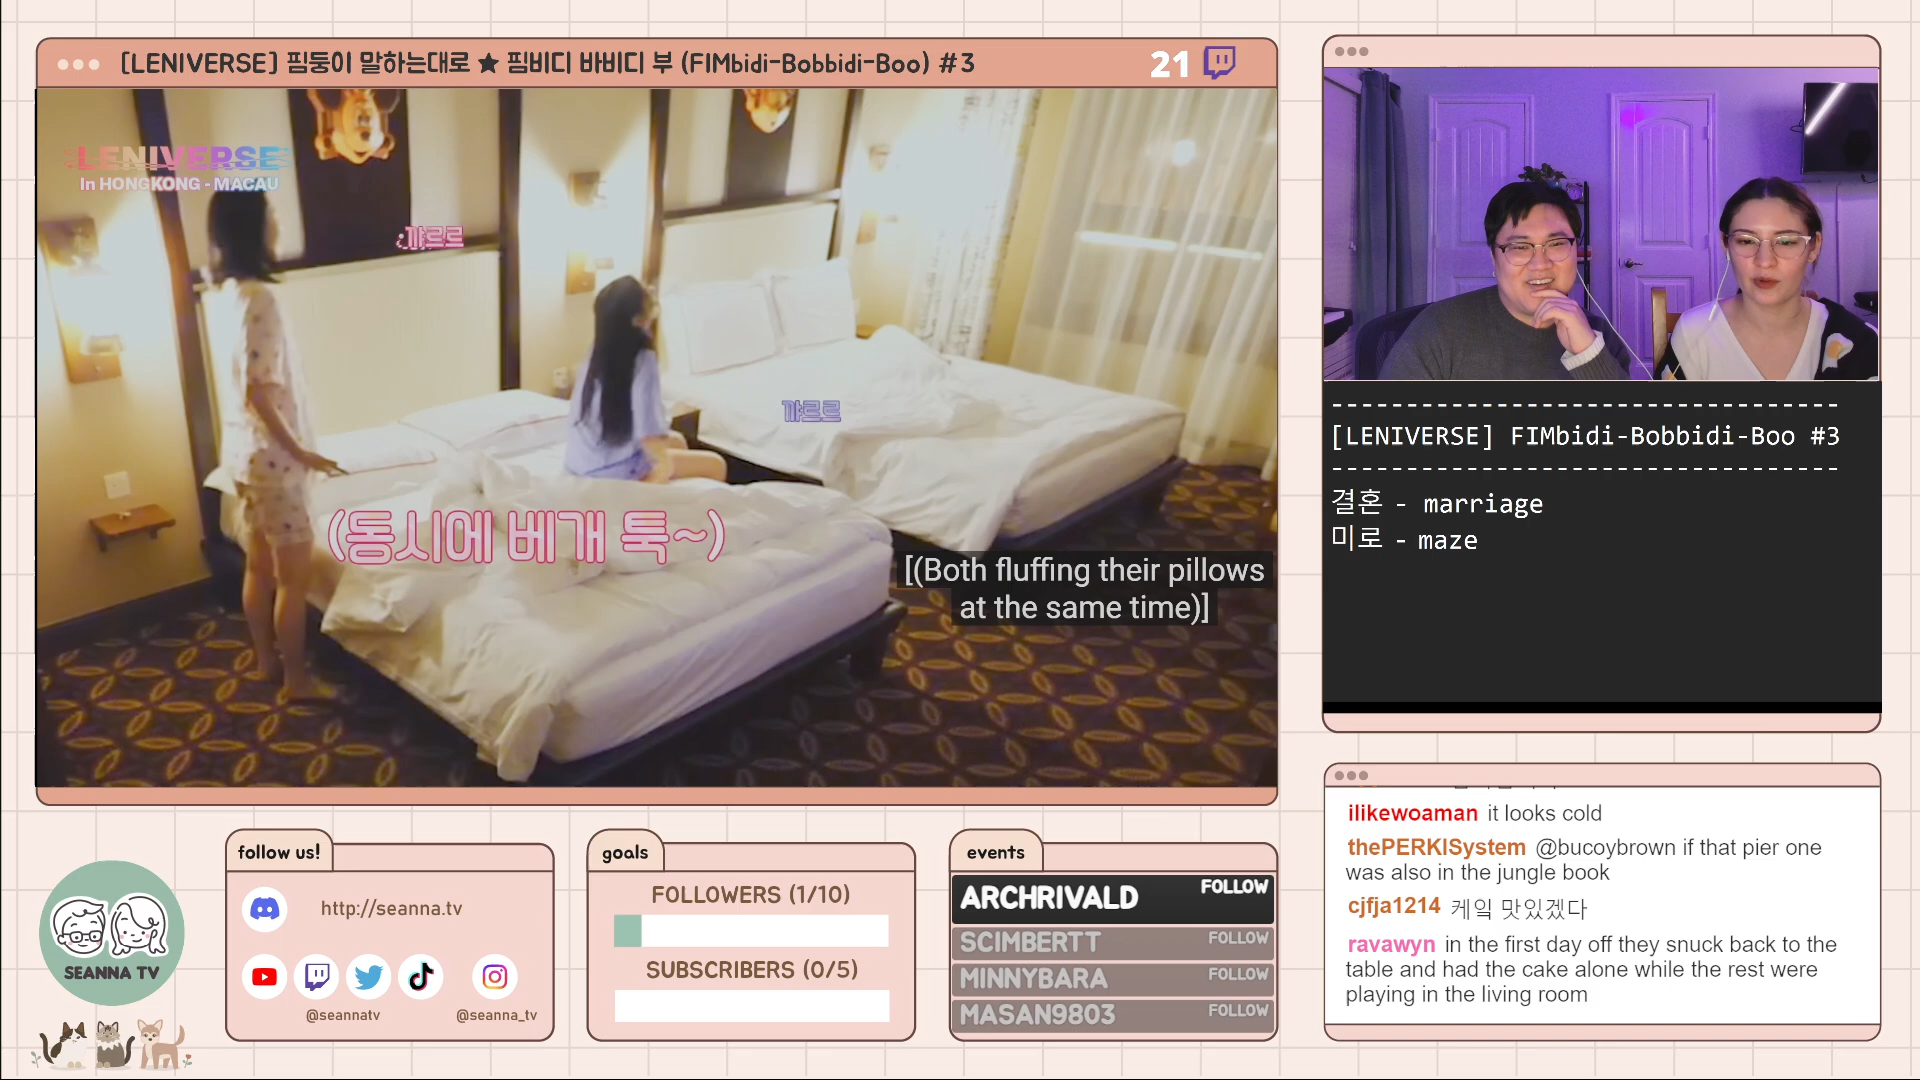 [LENIVERSE] 핌둥이 말하는대로 ★ 핌비디 바비디 부 (FIMbidi-Bobbidi-Boo) #3
21
LENIVERSE
In HONGKONG - MACAU
꺄르르
꺄르르
(동시에 베개 툭~)
[(Both fluffing their pillows
at the same time)]
[LENIVERSE] FIMbidi-Bobbidi-Boo #3
결혼 - marriage
미로 - maze
ilikewoaman it looks cold
thePERKISystem @bucoybrown if that pier one
was also in the jungle book
cjfja1214 케잌 맛있겠다
ravawyn in the first day off they snuck back to the
table and had the cake alone while the rest were
playing in the living room
SEANNA TV
follow us!
http://seanna.tv
@seannatv
@seanna_tv
goals
FOLLOWERS (1/10)
SUBSCRIBERS (0/5)
events
ARCHRIVALD FOLLOW
SCIMBERTT FOLLOW
MINNYBARA FOLLOW
MASAN9803 FOLLOW